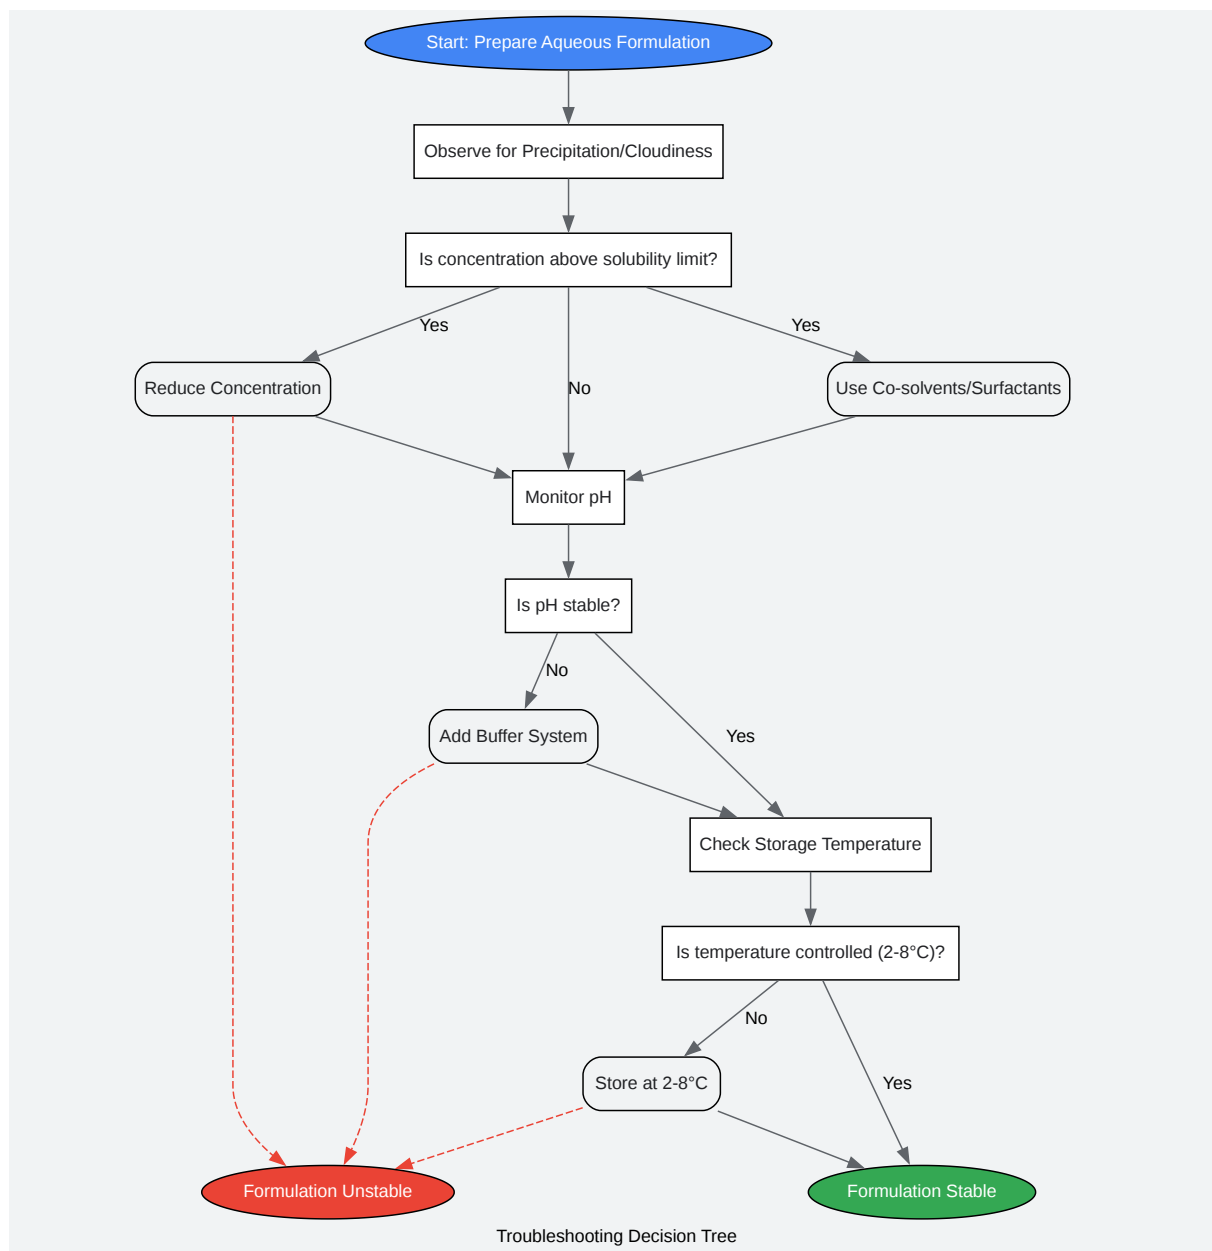 Start: Prepare Aqueous Formulation
Observe for Precipitation/Cloudiness
Is concentration above solubility limit?
Yes
Yes
Reduce Concentration
No
Use Co-solvents/Surfactants
Monitor pH
Is pH stable?
No
Add Buffer System
Yes
Check Storage Temperature
Is temperature controlled (2-8°C)?
No
Store at 2-8°C
Yes
Formulation Unstable
Formulation Stable
Troubleshooting Decision Tree